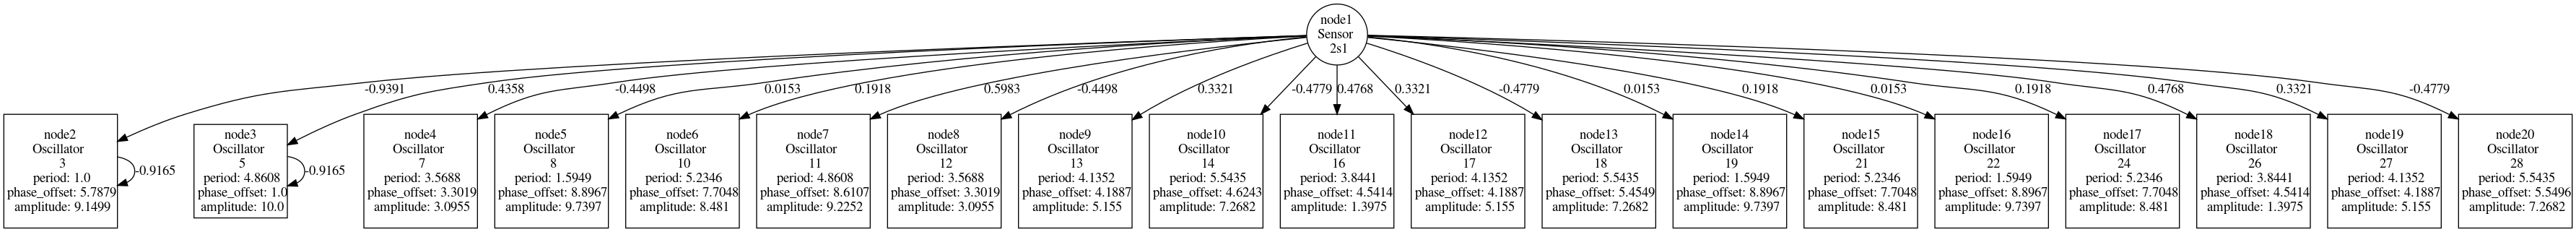 node1
Sensor
2s1
-0.9391
0.4358
-0.4498
0.0153
0.1918
0.5983
-0.4498
0.3321
-0.4779
0.4768
0.3321
-0.4779
0.0153
0.1918
0.0153
0.1918
0.4768
0.3321
-0.4779
node2
Oscillator
3
period: 1.0
phase_offset: 5.7879
amplitude: 9.1499
-0.9165
node3
Oscillator
5
period: 4.8608
phase_offset: 1.0
amplitude: 10.0
-0.9165
node4
Oscillator
7
period: 3.5688
phase_offset: 3.3019
amplitude: 3.0955
node5
Oscillator
8
period: 1.5949
phase_offset: 8.8967
amplitude: 9.7397
node6
Oscillator
10
period: 5.2346
phase_offset: 7.7048
amplitude: 8.481
node7
Oscillator
11
period: 4.8608
phase_offset: 8.6107
amplitude: 9.2252
node8
Oscillator
12
period: 3.5688
phase_offset: 3.3019
amplitude: 3.0955
node9
Oscillator
13
period: 4.1352
phase_offset: 4.1887
amplitude: 5.155
node10
Oscillator
14
period: 5.5435
phase_offset: 4.6243
amplitude: 7.2682
node11
Oscillator
16
period: 3.8441
phase_offset: 4.5414
amplitude: 1.3975
node12
Oscillator
17
period: 4.1352
phase_offset: 4.1887
amplitude: 5.155
node13
Oscillator
18
period: 5.5435
phase_offset: 5.4549
amplitude: 7.2682
node14
Oscillator
19
period: 1.5949
phase_offset: 8.8967
amplitude: 9.7397
node15
Oscillator
21
period: 5.2346
phase_offset: 7.7048
amplitude: 8.481
node16
Oscillator
22
period: 1.5949
phase_offset: 8.8967
amplitude: 9.7397
node17
Oscillator
24
period: 5.2346
phase_offset: 7.7048
amplitude: 8.481
node18
Oscillator
26
period: 3.8441
phase_offset: 4.5414
amplitude: 1.3975
node19
Oscillator
27
period: 4.1352
phase_offset: 4.1887
amplitude: 5.155
node20
Oscillator
28
period: 5.5435
phase_offset: 5.5496
amplitude: 7.2682